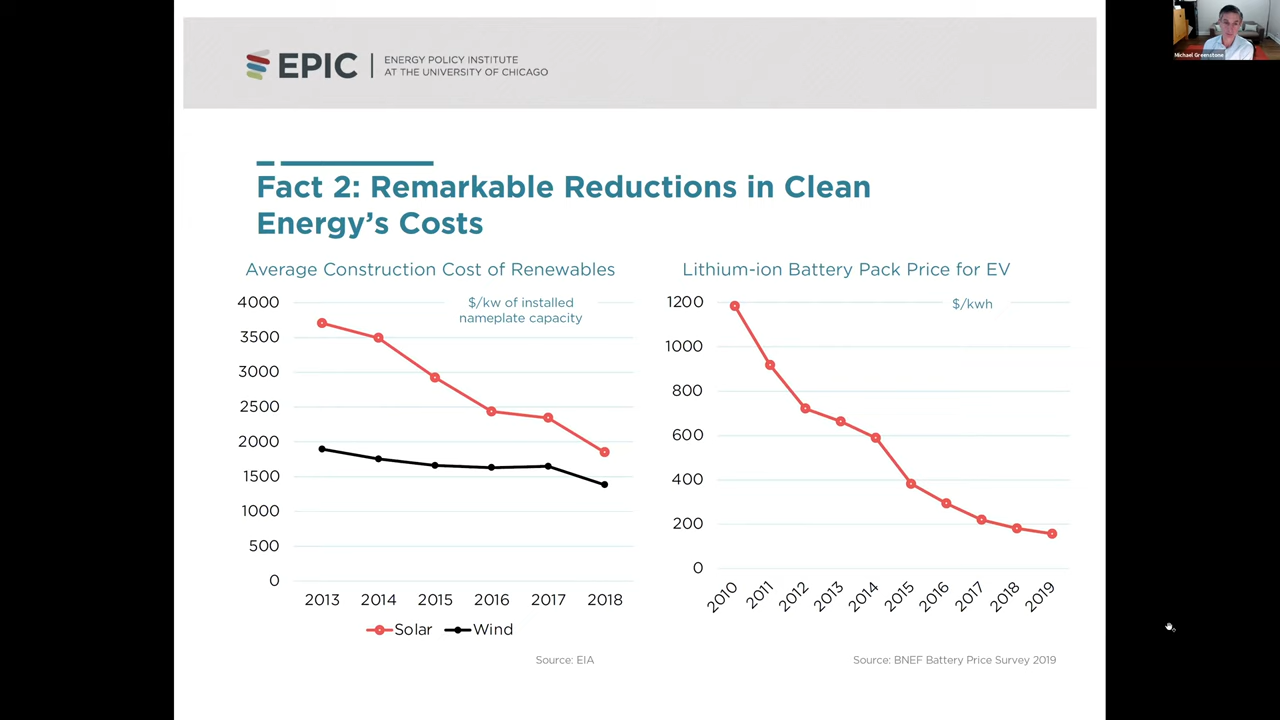 EPIC
ENERGY POLICY INSTITUTE
AT THE UNIVERSITY OF CHICAGO
Michael Greenstone
Fact 2: Remarkable Reductions in Clean
Energy's Costs
Average Construction Cost of Renewables
$/kw of installed
nameplate capacity
4000
3500
3000
2500
2000
1500
1000
500
0
2013 2014 2015 2016 2017 2018
Solar Wind
Source: EIA
Lithium-ion Battery Pack Price for EV
$/kwh
1200
1000
800
600
400
200
0
2010 2011 2012 2013 2014 2015 2016 2017 2018 2019
Source: BNEF Battery Price Survey 2019